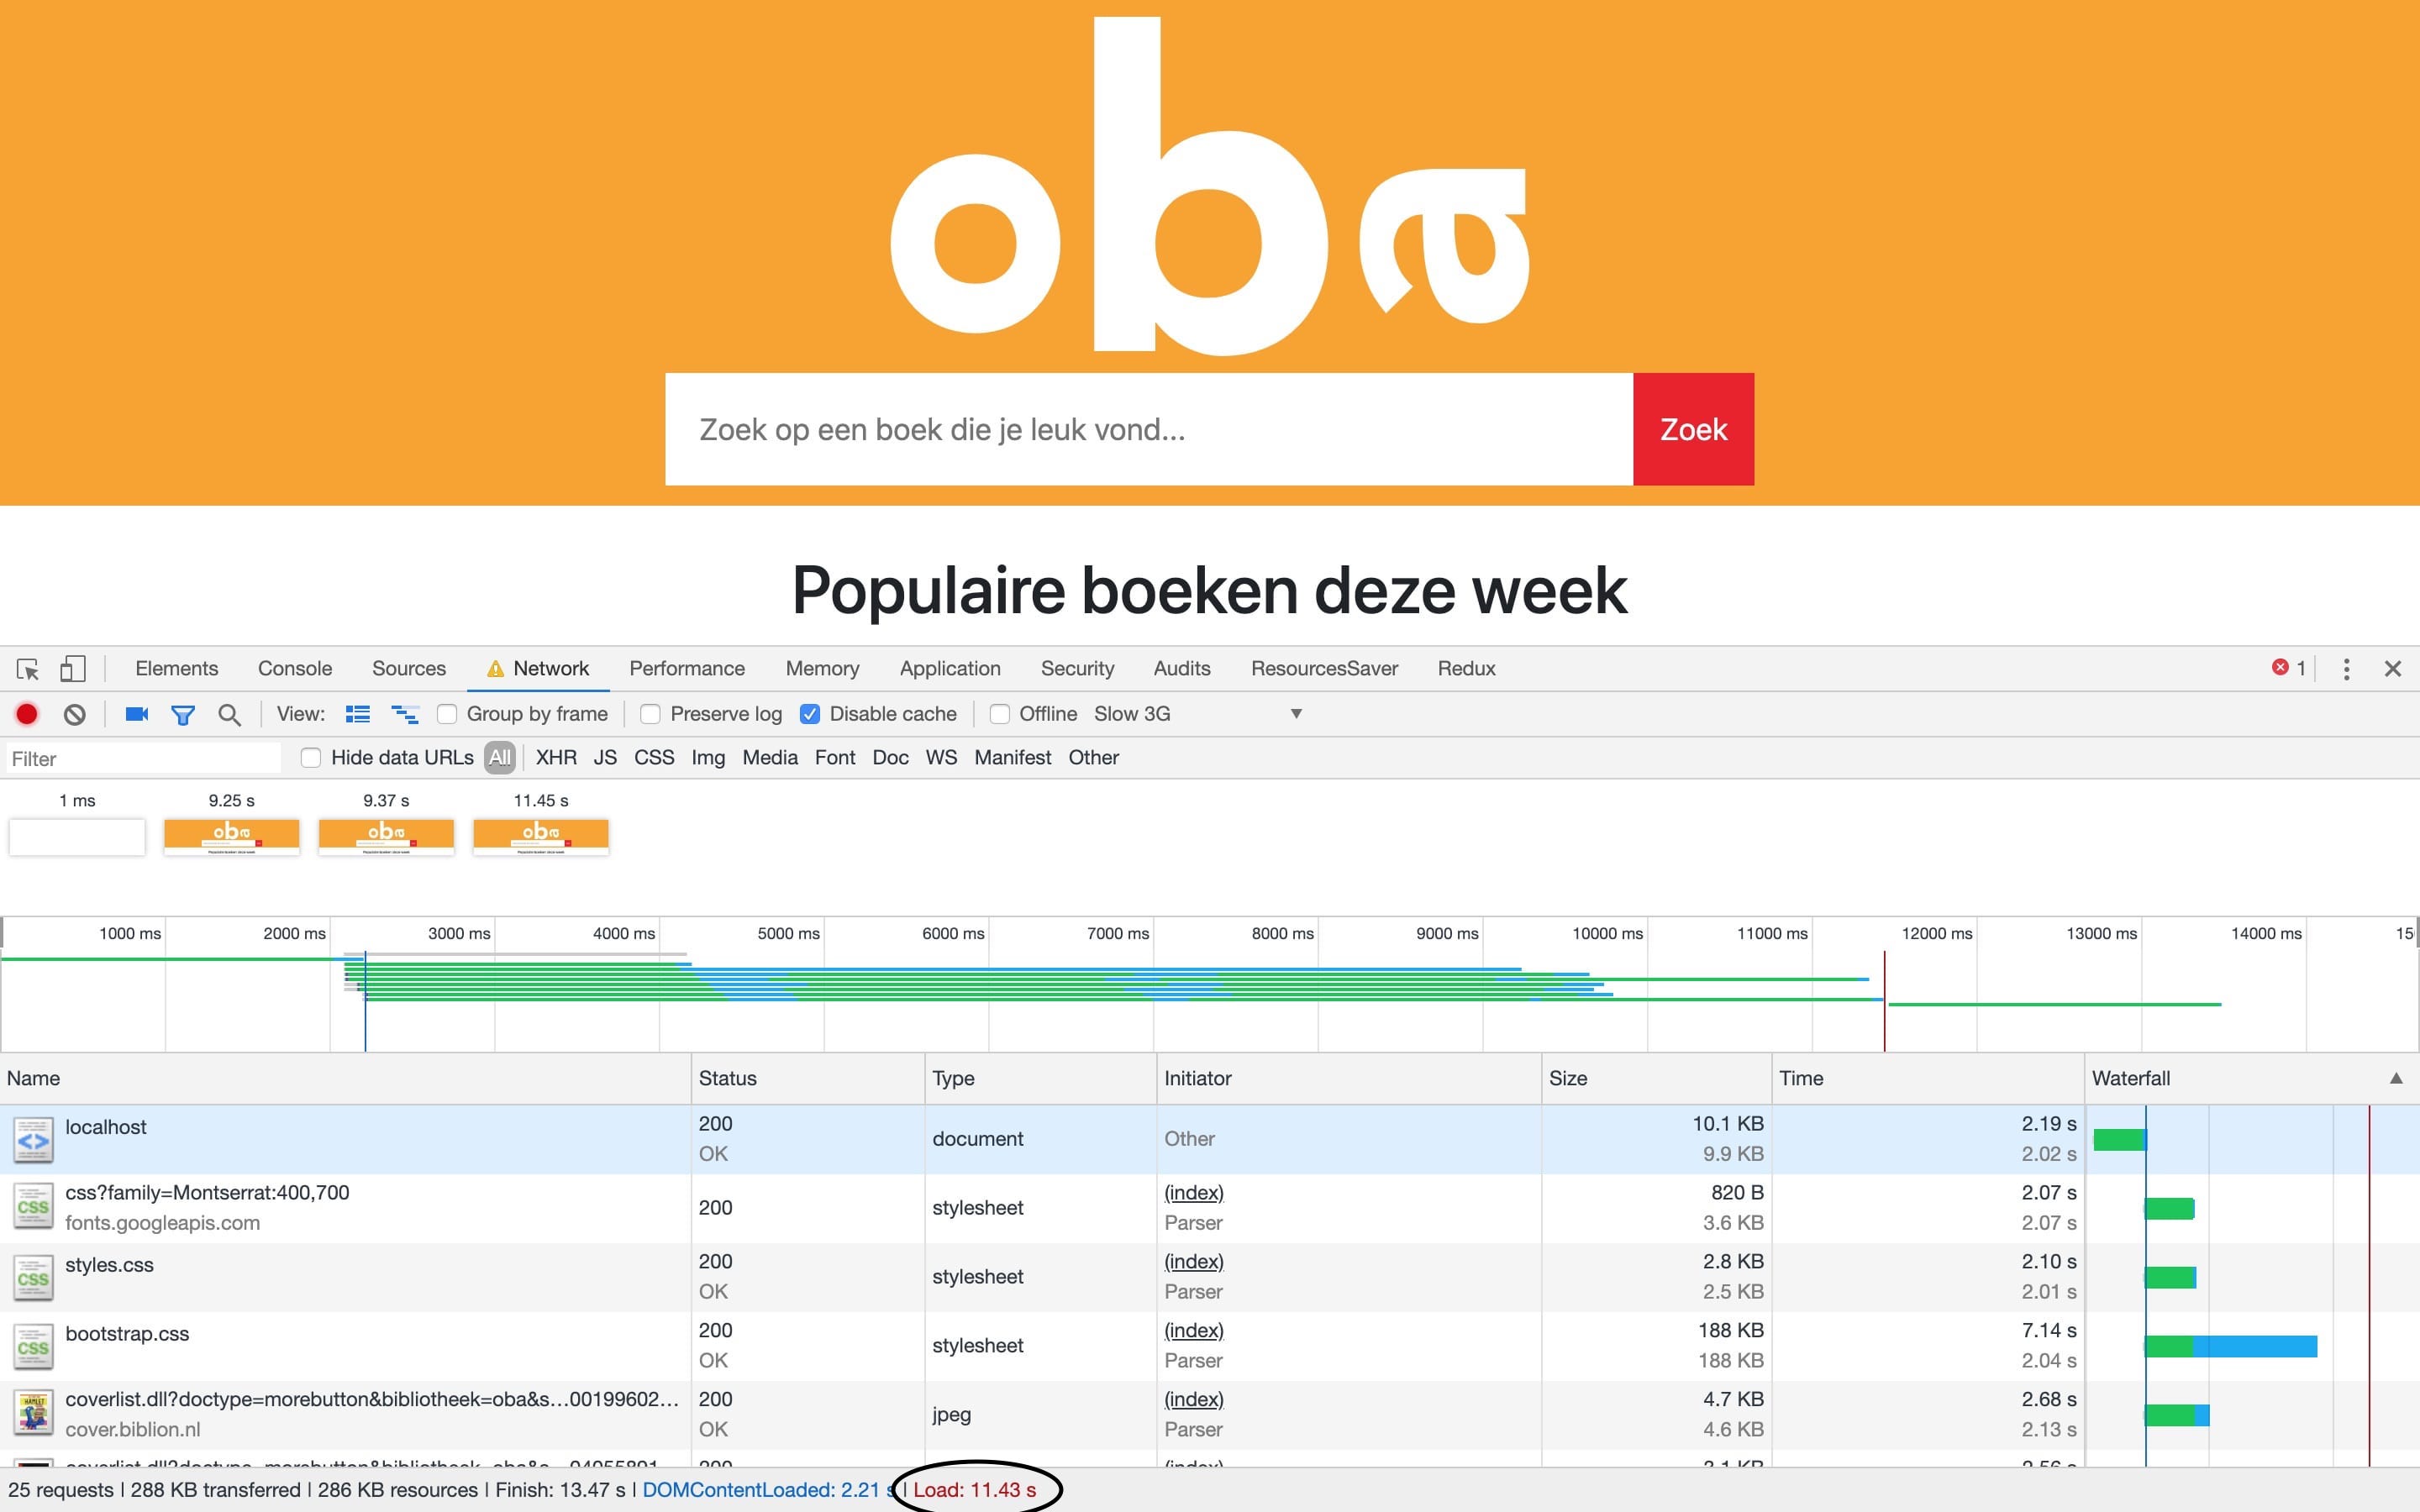 oba
Zoek op een boek die je leuk vond... Zoek
Populaire boeken deze week
Elements Console Sources Network Performance Memory Application Security Audits ResourcesSaver Redux 1
View: Group by frame Preserve log Disable cache Offline Slow 3G
Filter Hide data URLs All XHR JS CSS Img Media Font Doc WS Manifest Other
1 ms 9.25 s 9.37 s 11.45 s
1000 ms 2000 ms 3000 ms 4000 ms 5000 ms 6000 ms 7000 ms 8000 ms 9000 ms 10000 ms 11000 ms 12000 ms 13000 ms 14000 ms 15
Name Status Type Initiator Size Time Waterfall
localhost 200 OK document Other 10.1 KB 9.9 KB 2.19 s 2.02 s
css?family=Montserrat:400,700 fonts.googleapis.com 200 stylesheet (index) Parser 820 B 3.6 KB 2.07 s 2.07 s
styles.css 200 OK stylesheet (index) Parser 2.8 KB 2.5 KB 2.10 s 2.01 s
bootstrap.css 200 OK stylesheet (index) Parser 188 KB 188 KB 7.14 s 2.04 s
coverlist.dll?doctype=morebutton&bibliotheek=oba&s...00199602... cover.biblion.nl 200 OK jpeg (index) Parser 4.7 KB 4.6 KB 2.68 s 2.13 s
25 requests | 288 KB transferred | 286 KB resources | Finish: 13.47 s | DOMContentLoaded: 2.21 s | Load: 11.43 s